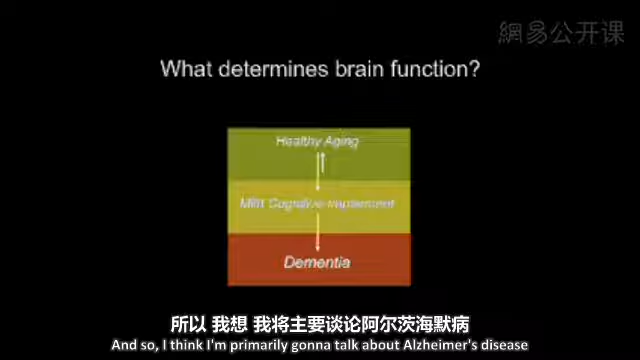 網易公开课
What determines brain function?
Healthy Aging
Mild Cognitive Impairment
Dementia
所以 我想 我将主要谈论阿尔茨海默病
And so, I think I'm primarily gonna talk about Alzheimer's disease